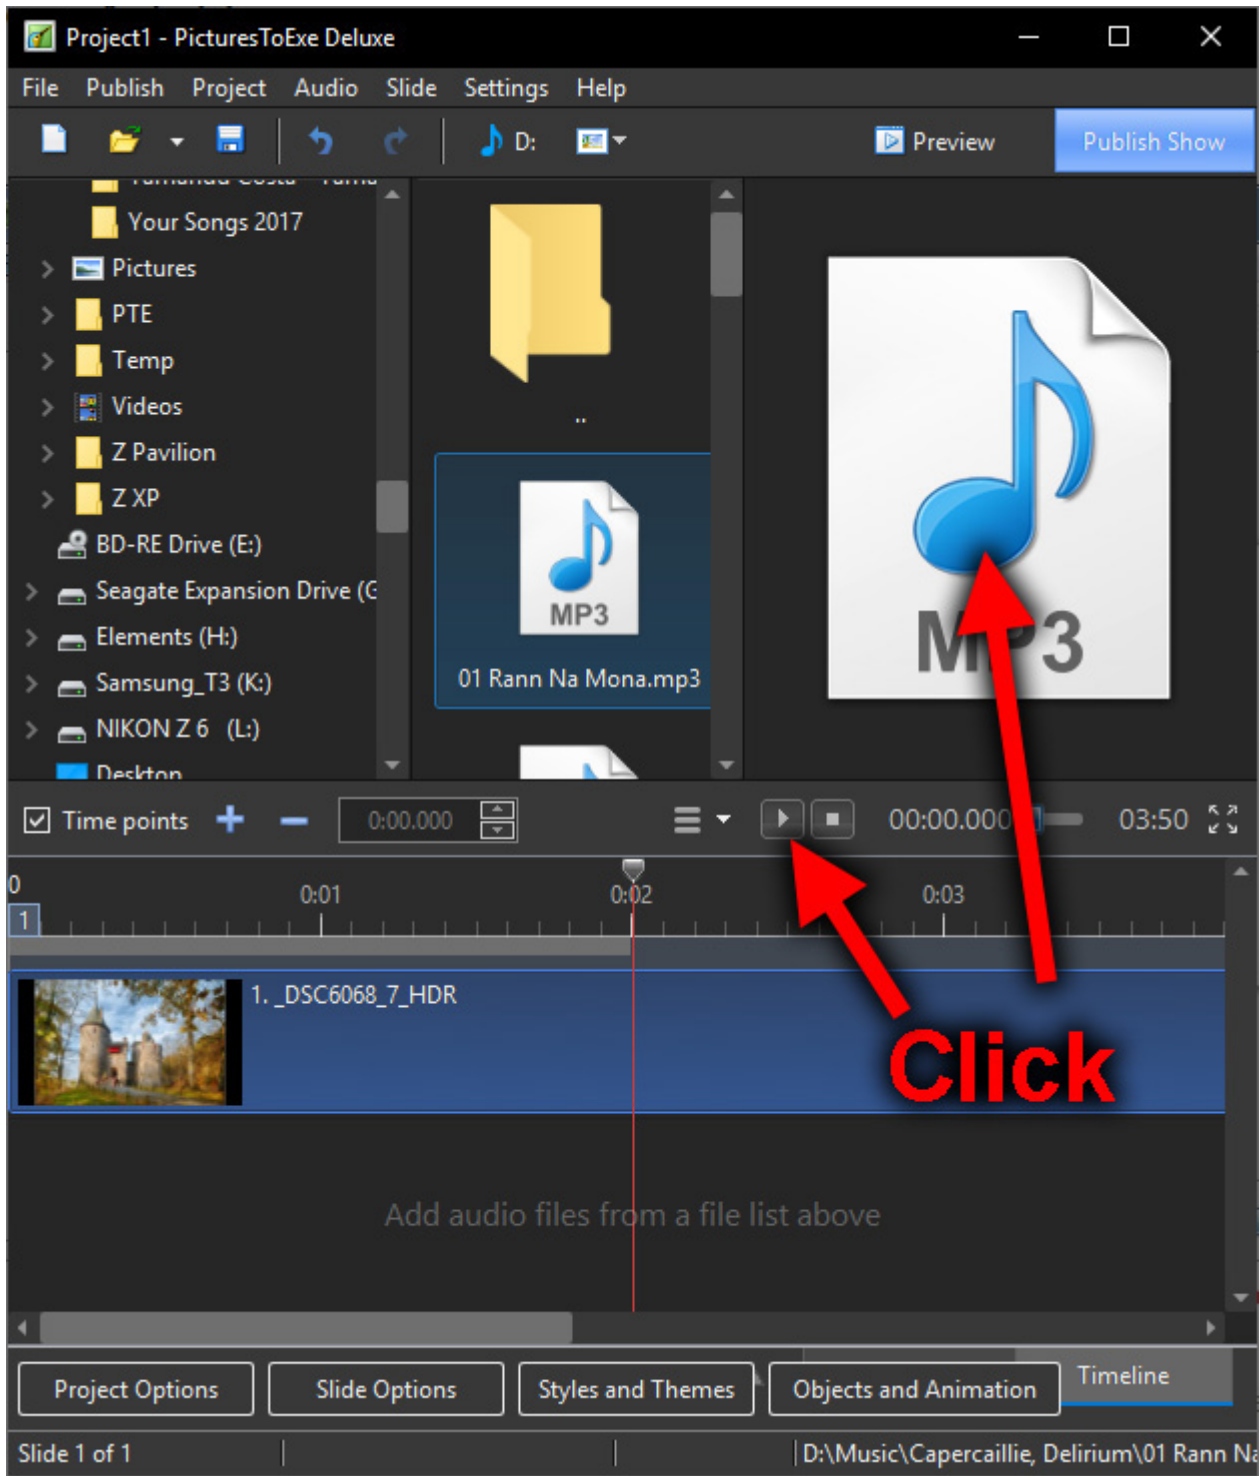 Project1 - PicturesToExe Deluxe
File Publish Project Audio Slide Settings Help
D: Preview Publish Show
Your Songs 2017
Pictures
PTE
Temp
Videos
Z Pavilion
Z XP
BD-RE Drive (E:)
Seagate Expansion Drive (G
Elements (H:)
Samsung_T3 (K:)
NIKON Z 6 (L:)
Desktop
..
MP3
01 Rann Na Mona.mp3
MP3
Time points 0:00.000 00:00.000 03:50
0 0:01 0:02 0:03
1
1. _DSC6068_7_HDR
Click
Add audio files from a file list above
Project Options Slide Options Styles and Themes Objects and Animation Timeline
Slide 1 of 1 D:\Music\Capercaillie, Delirium\01 Rann Na